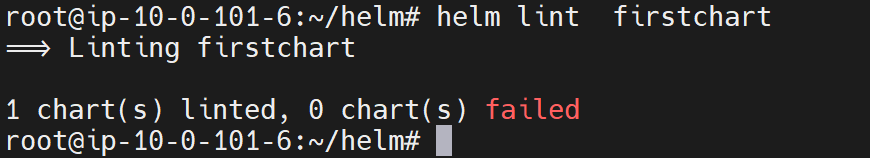 root@ip-10-0-101-6:~/helm# helm lint  firstchart
==> Linting firstchart
1 chart(s) linted, 0 chart(s) failed
root@ip-10-0-101-6:~/helm#